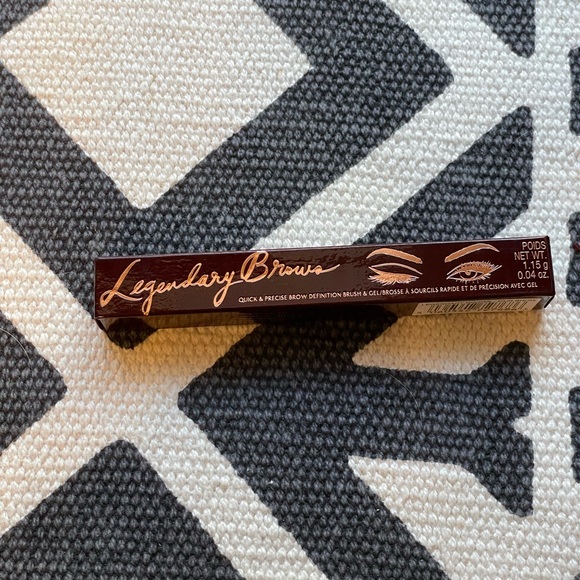 Legendary Brows
QUICK & PRECISE BROW DEFINITION BRUSH & GEL/BROSSE À SOURCILS RAPIDE ET DE PRÉCISION AVEC GEL
POIDS
NET WT.
1.15 g
0.04 oz.